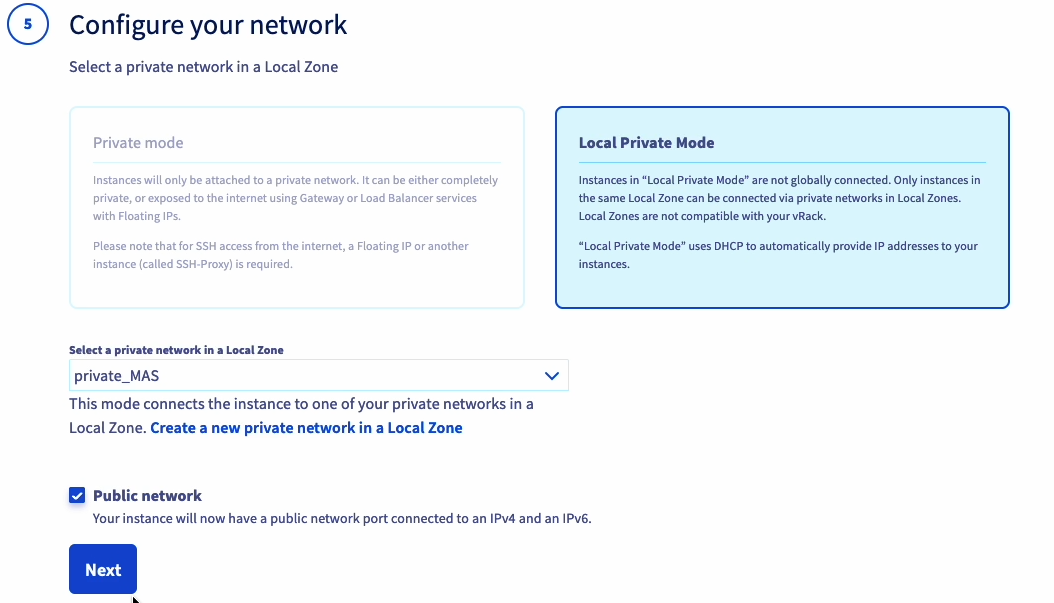 5
Configure your network
Select a private network in a Local Zone
Private mode
Instances will only be attached to a private network. It can be either completely
private, or exposed to the internet using Gateway or Load Balancer services
with Floating IPs.
Please note that for SSH access from the internet, a Floating IP or another
instance (called SSH-Proxy) is required.
Local Private Mode
Instances in “Local Private Mode” are not globally connected. Only instances in
the same Local Zone can be connected via private networks in Local Zones.
Local Zones are not compatible with your vRack.
“Local Private Mode” uses DHCP to automatically provide IP addresses to your
instances.
Select a private network in a Local Zone
private_MAS
This mode connects the instance to one of your private networks in a
Local Zone. Create a new private network in a Local Zone
Public network
Your instance will now have a public network port connected to an IPv4 and an IPv6.
Next